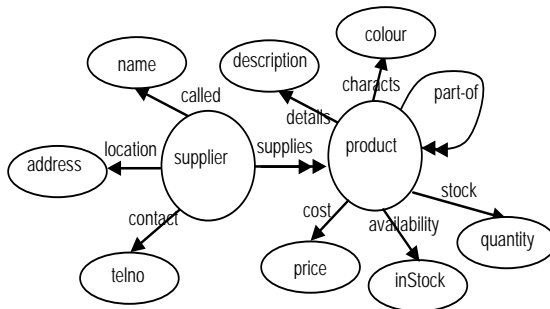 colour
name
description
characts
part-of
called
details
address
location
supplier
supplies
product
contact
cost
stock
availability
telno
price
quantity
inStock